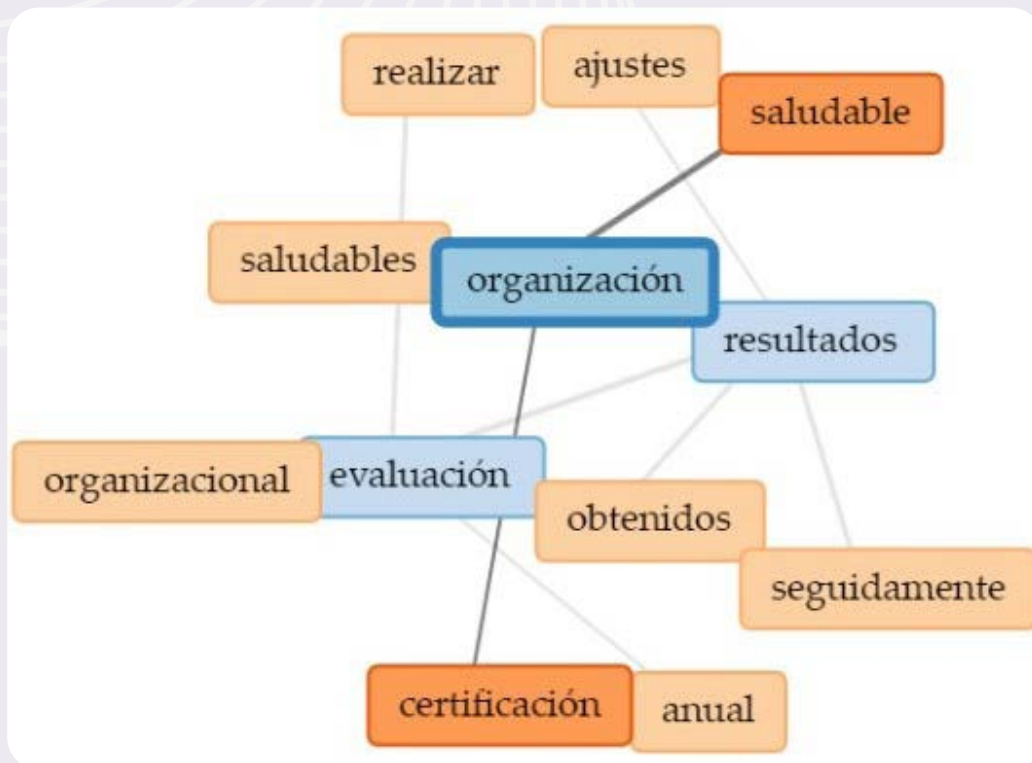 realizar
ajustes
saludable
saludables
organización
resultados
organizacional
evaluación
obtenidos
seguidamente
certificación
anual